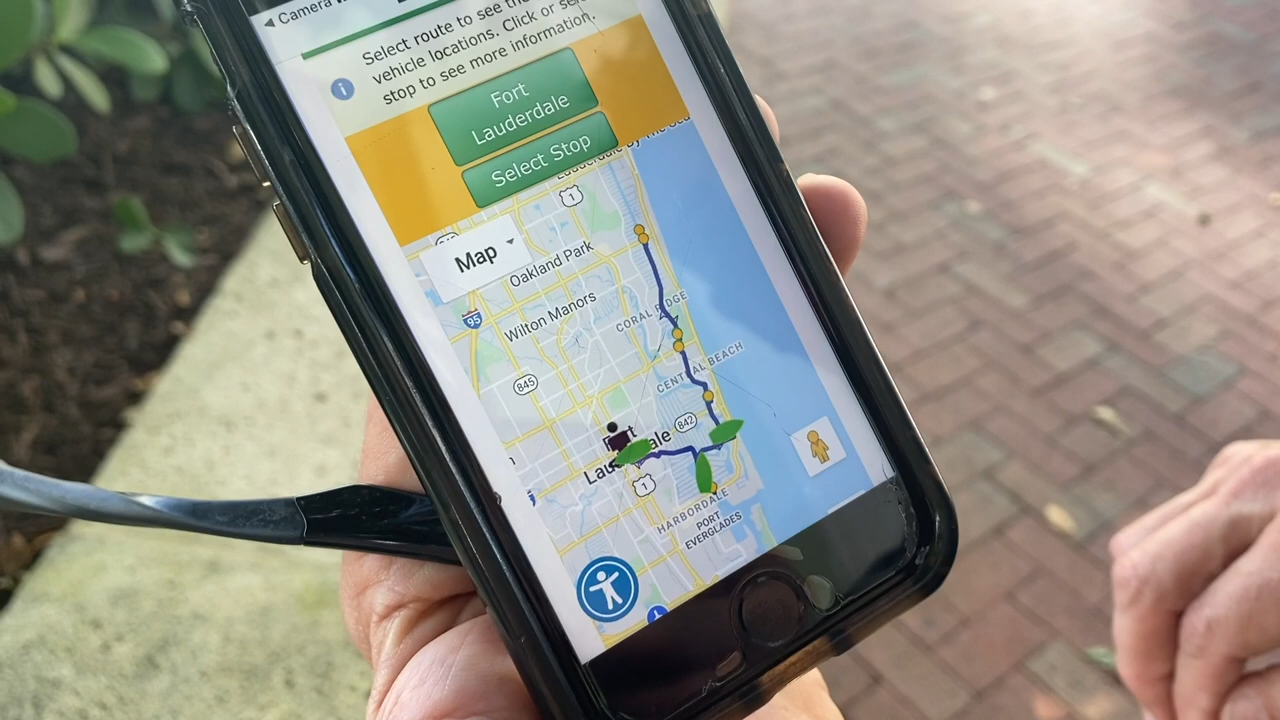 Camera
Select route to see the
vehicle locations. Click or
stop to see more information.
Fort
Lauderdale
Select Stop
1
Map
Oakland Park
95
Wilton Manors
CORAL RIDGE
845
CENTRAL BEACH
842
1
HARBORDALE
PORT
EVERGLADES